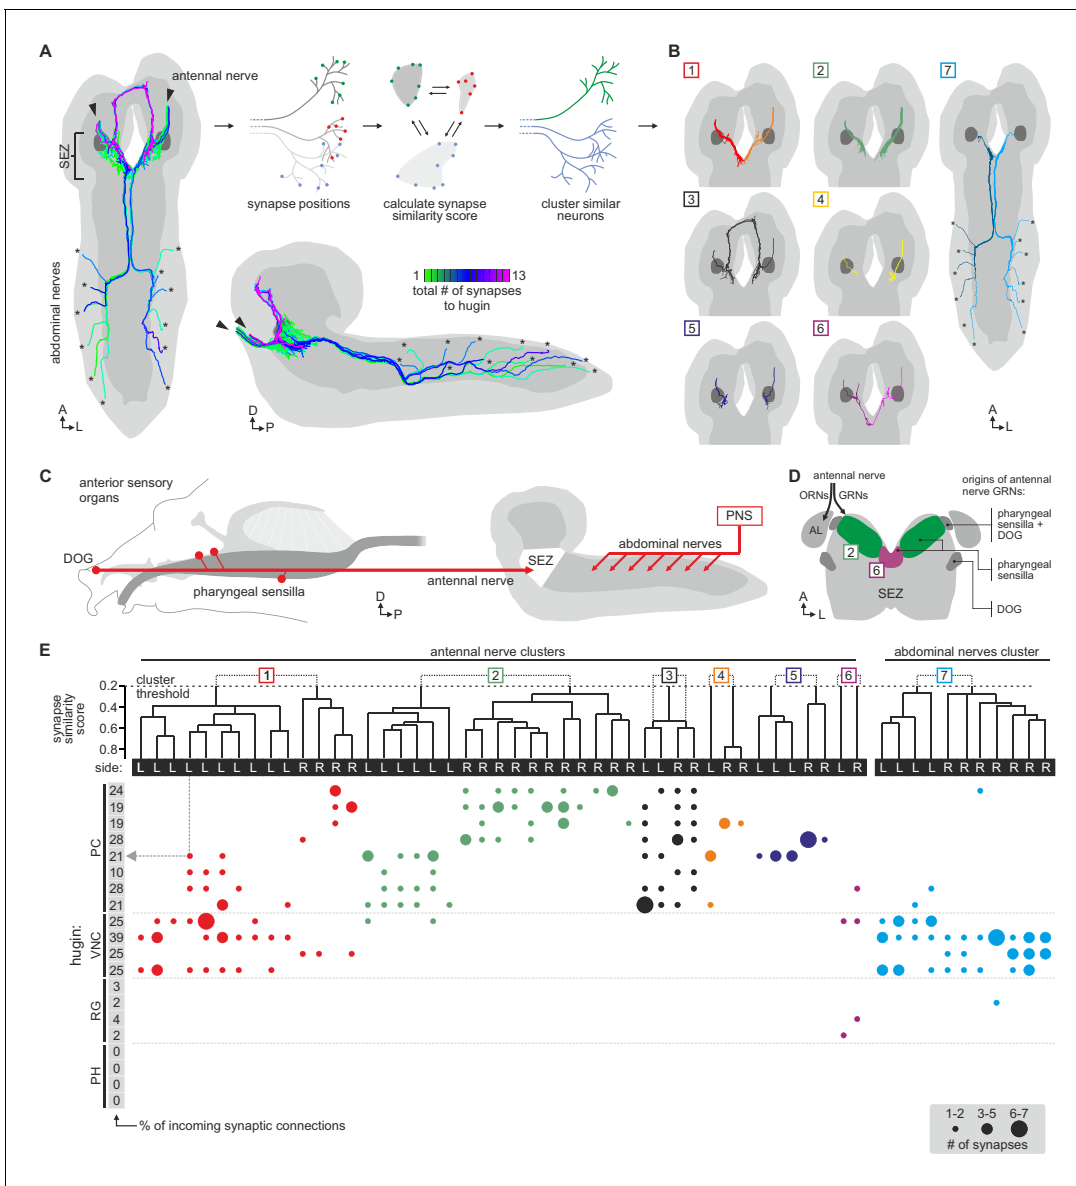 A
antennal nerve
SEZ
abdominal nerves
A
L
synapse positions
calculate synapse
similarity score
cluster similar
neurons
1 13
total # of synapses
to hugin
D
P
B
1
2
7
3
4
5
6
A
L
C
anterior sensory
organs
DOG
pharyngeal sensilla
antennal nerve
SEZ
abdominal nerves
PNS
D
P
D
antennal nerve
ORNs GRNs
AL
2
6
SEZ
origins of antennal
nerve GRNs:
pharyngeal
sensilla +
DOG
pharyngeal
sensilla
DOG
A
L
E
antennal nerve clusters
abdominal nerves cluster
cluster
threshold
1 2 3 4 5 6 7
synapse
similarity
score
0.2
0.4
0.6
0.8
side: L L L L L L L L L L R R R R L L L L L L R R R R R R R R R R R L L R R L R R L L L R R L R L L L L R R R R R R R
hugin:
PC
24
19
19
28
21
10
28
21
VNC
25
39
25
25
RG
3
2
4
2
PH
0
0
0
0
% of incoming synaptic connections
1-2 3-5 6-7
# of synapses